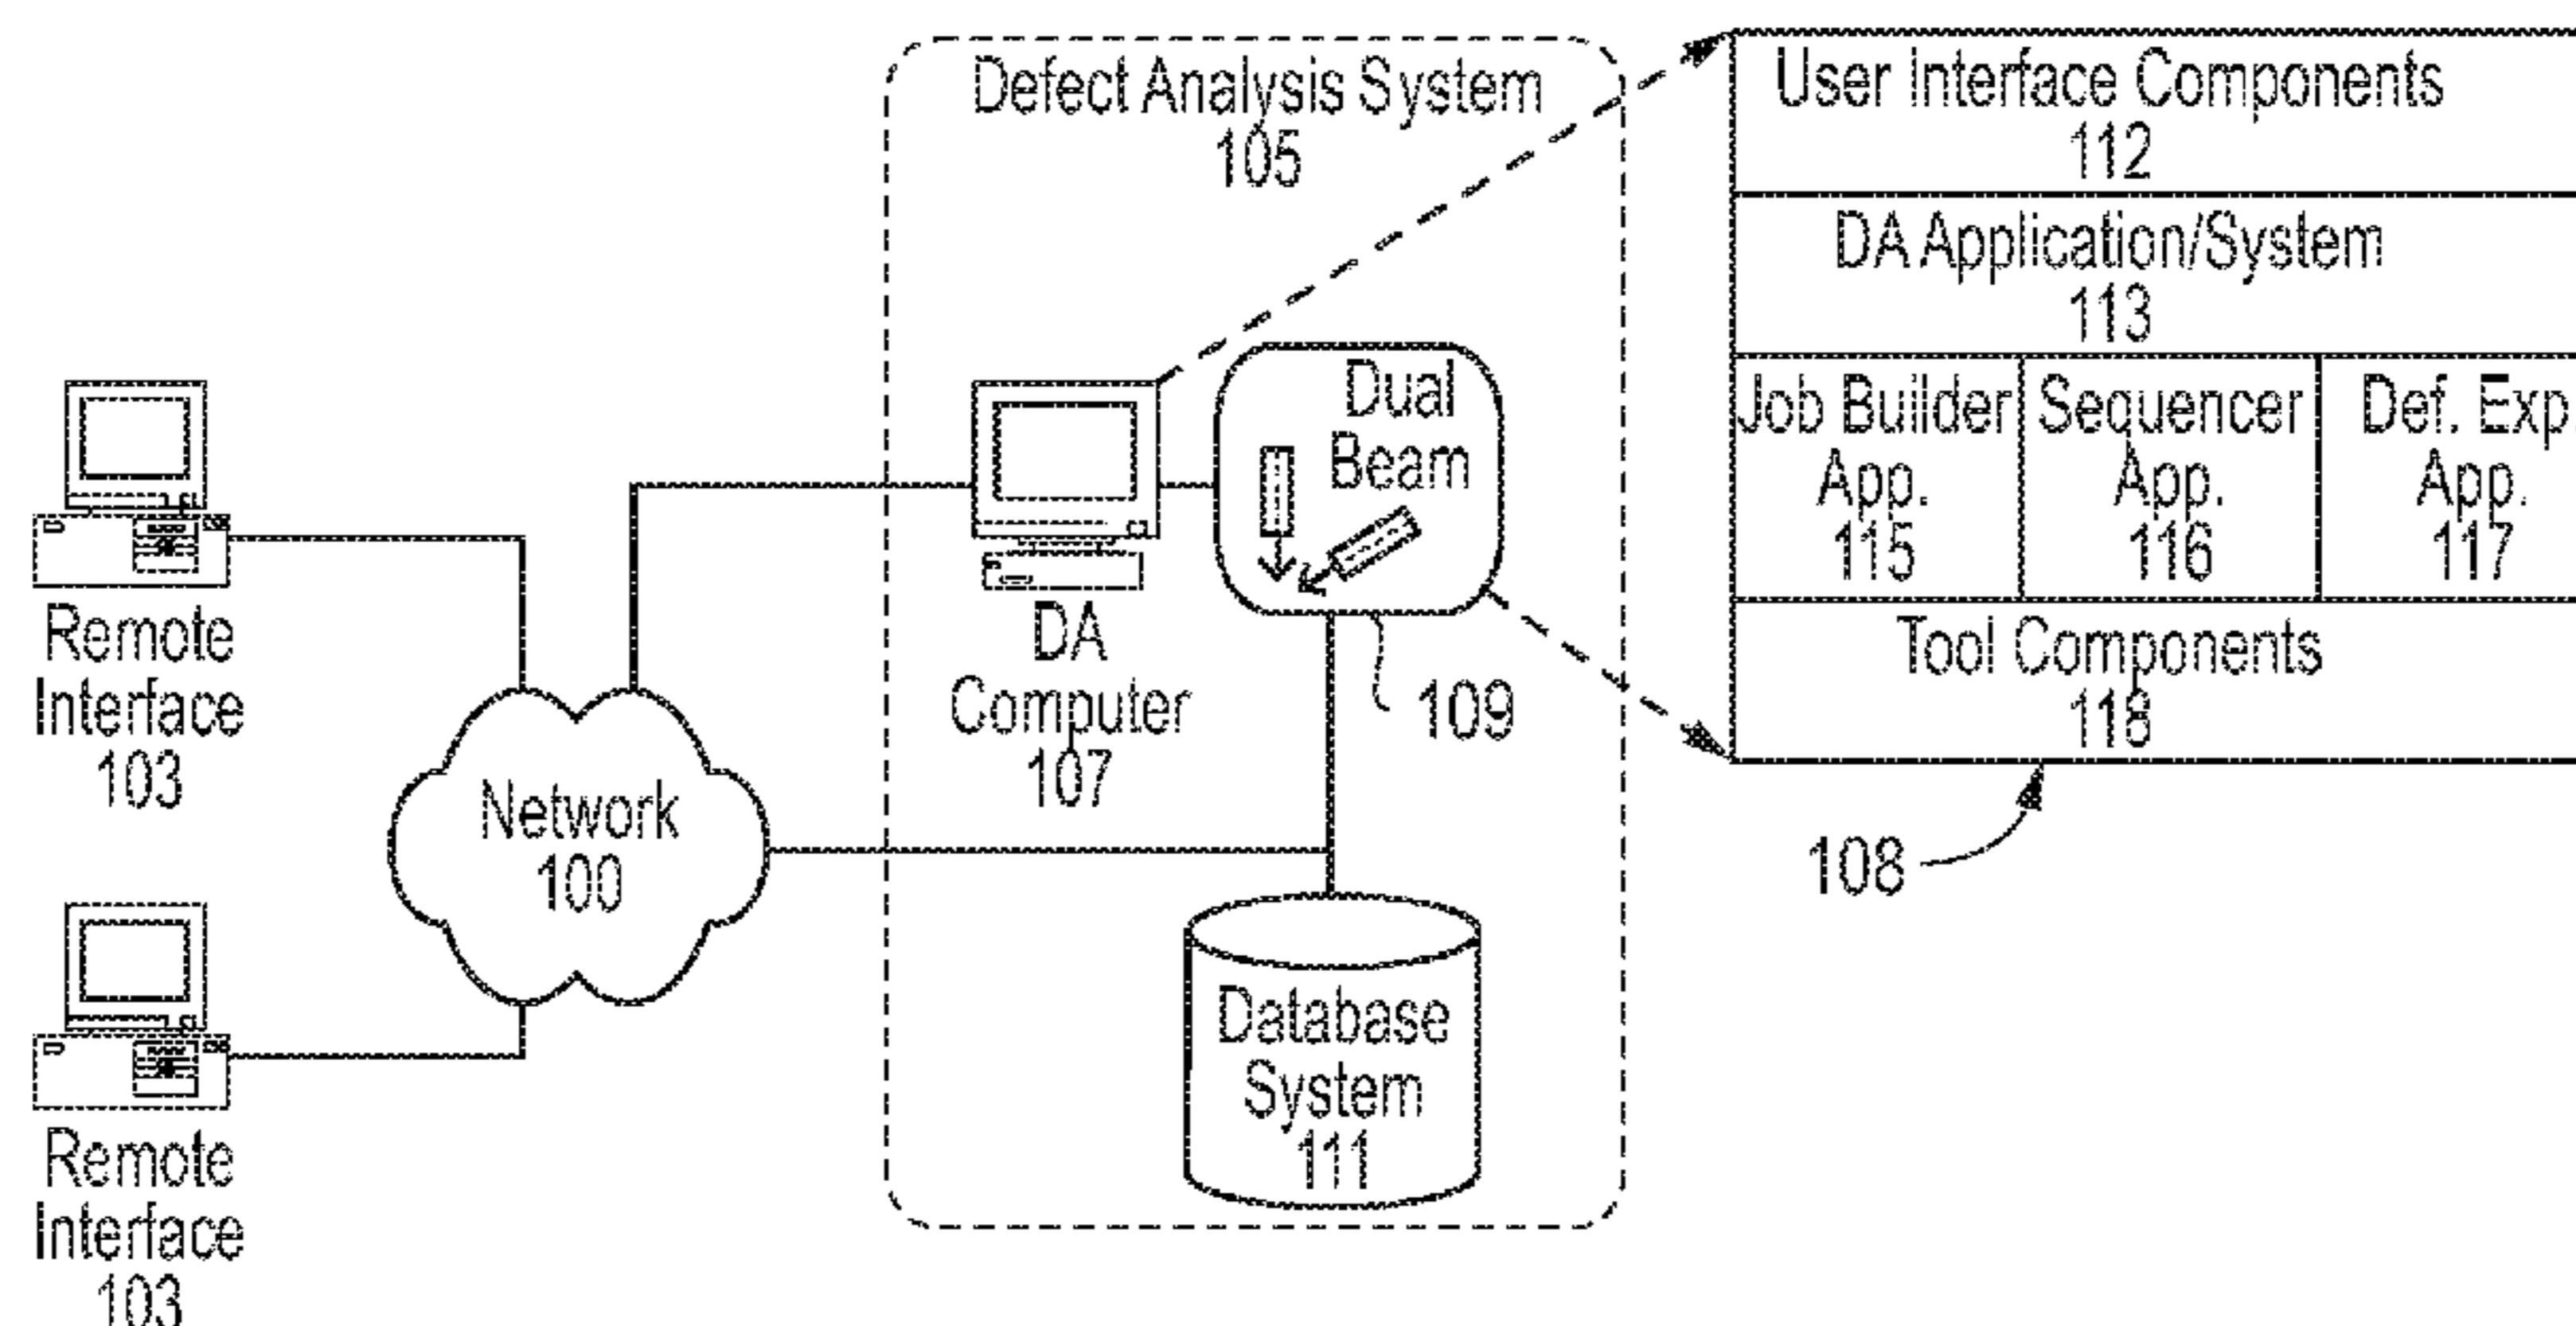 Defect Analysis System
105
User Interface Components
112
DA Application/System
113
Job Builder
App.
115
Sequencer
App.
116
Def. Exp
App.
117
Tool Components
118
108
Dual
Beam
109
DA
Computer
107
Database
System
111
Network
100
Remote
Interface
103
Remote
Interface
103